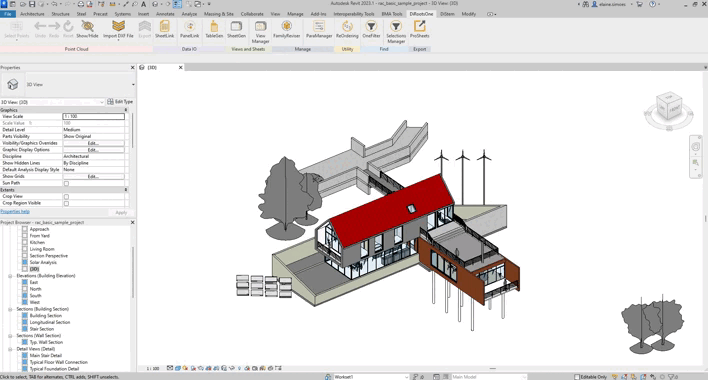 Autodesk Revit 2023.1 - rac_basic_sample_project - 3D View: {3D}
elaine.simoes
File Architecture Structure Steel Precast Systems Insert Annotate Analyze Massing & Site Collaborate View Manage Add-Ins Interoperability Tools BIMA Tools DiRootsOne DiStem Modify
Undo Redo Show/Hide Import DXF File SheetLink PanelLink TableGen SheetGen View Manager FamilyReviser ParaManager ReOrdering OneFilter Selections Manager ProSheets
Point Cloud Data IO Views and Sheets Manage Utility Find Export
Properties
{3D}
3D View
3D View: {3D}
Edit Type
Graphics
View Scale 1 : 100
Scale Value 1: 100
Detail Level Medium
Parts Visibility Show Original
Visibility/Graphics Overrides Edit...
Graphic Display Options Edit...
Discipline Architectural
Show Hidden Lines By Discipline
Default Analysis Display Style None
Show Grids Edit...
Sun Path
Extents
Crop View
Crop Region Visible
Properties help Apply
Project Browser - rac_basic_sample_project
Approach
From Yard
Kitchen
Living Room
Section Perspective
Solar Analysis
{3D}
Elevations (Building Elevation)
East
North
South
West
Sections (Building Section)
Building Section
Longitudinal Section
Stair Section
Sections (Wall Section)
Typ. Wall Section
Detail Views (Detail)
Main Stair Detail
Typical Floor Wall Connection
Typical Foundation Detail
1 : 100
Click to select, TAB for alternates, CTRL adds, SHIFT unselects.
Workset1
Main Model
Editable Only